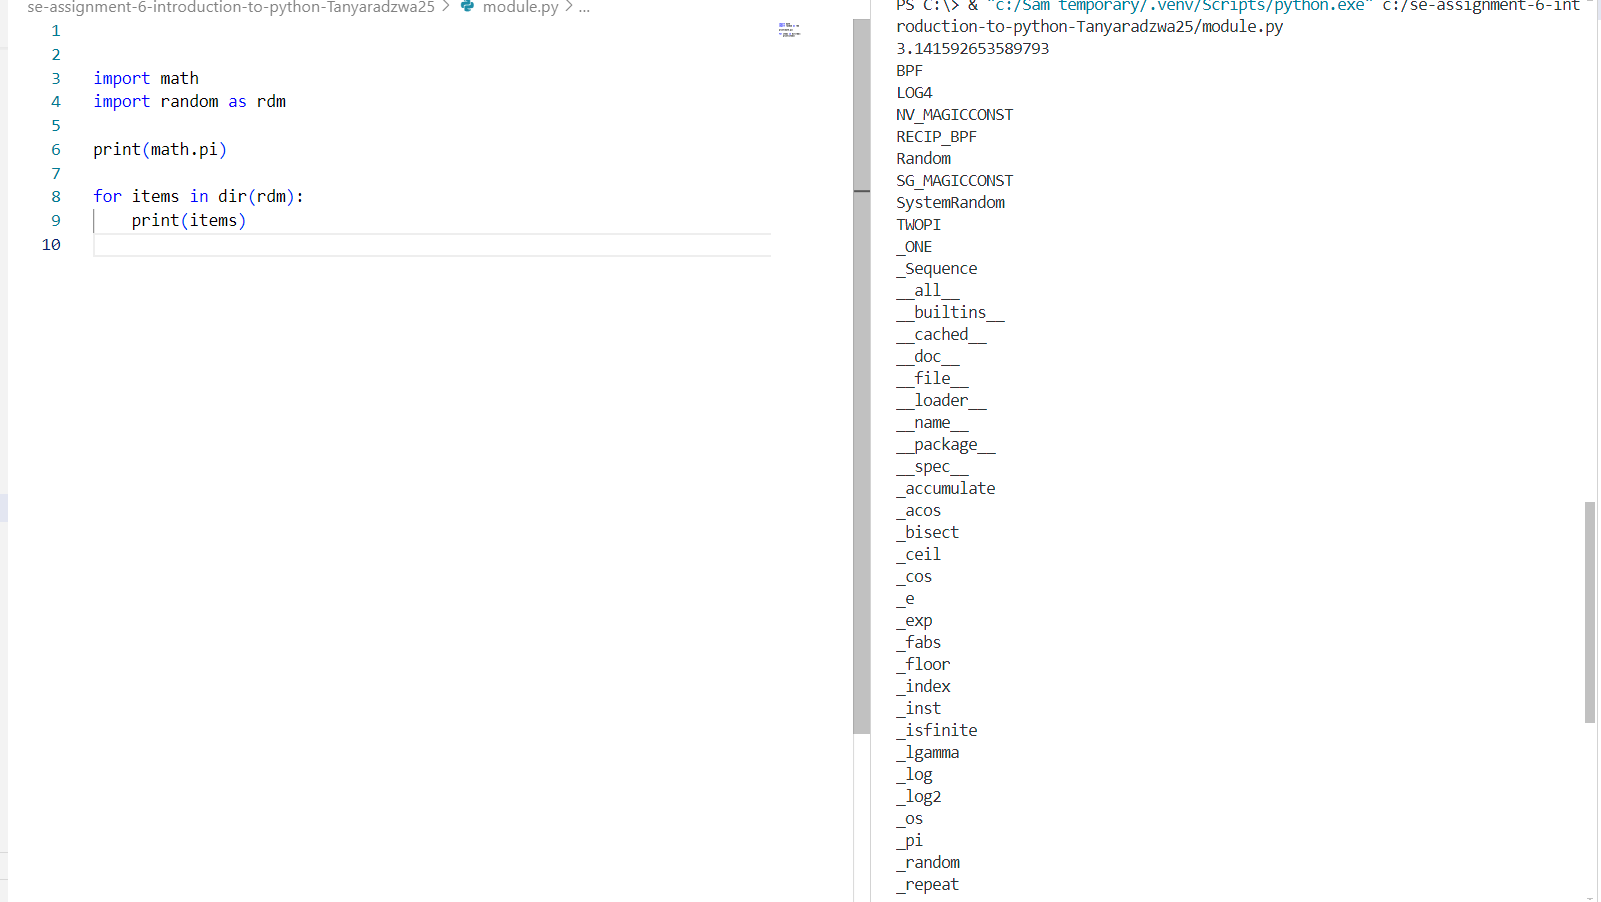 se-assignment-6-introduction-to-python-Tanyaradzwa25 > module.py > ...
1
2
3 import math
4 import random as rdm
5
6 print(math.pi)
7
8 for items in dir(rdm):
9     print(items)
10
PS C:\> & "c:/Sam temporary/.venv/Scripts/python.exe" c:/se-assignment-6-int
roduction-to-python-Tanyaradzwa25/module.py
3.141592653589793
BPF
LOG4
NV_MAGICCONST
RECIP_BPF
Random
SG_MAGICCONST
SystemRandom
TWOPI
_ONE
_Sequence
__all__
__builtins__
__cached__
__doc__
__file__
__loader__
__name__
__package__
__spec__
_accumulate
_acos
_bisect
_ceil
_cos
_e
_exp
_fabs
_floor
_index
_inst
_isfinite
_lgamma
_log
_log2
_os
_pi
_random
_repeat